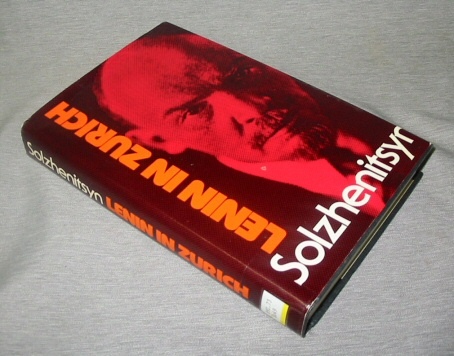 LENIN IN ZURICH
Solzhenitsyn
Solzhenitsyn LENIN IN ZURICH